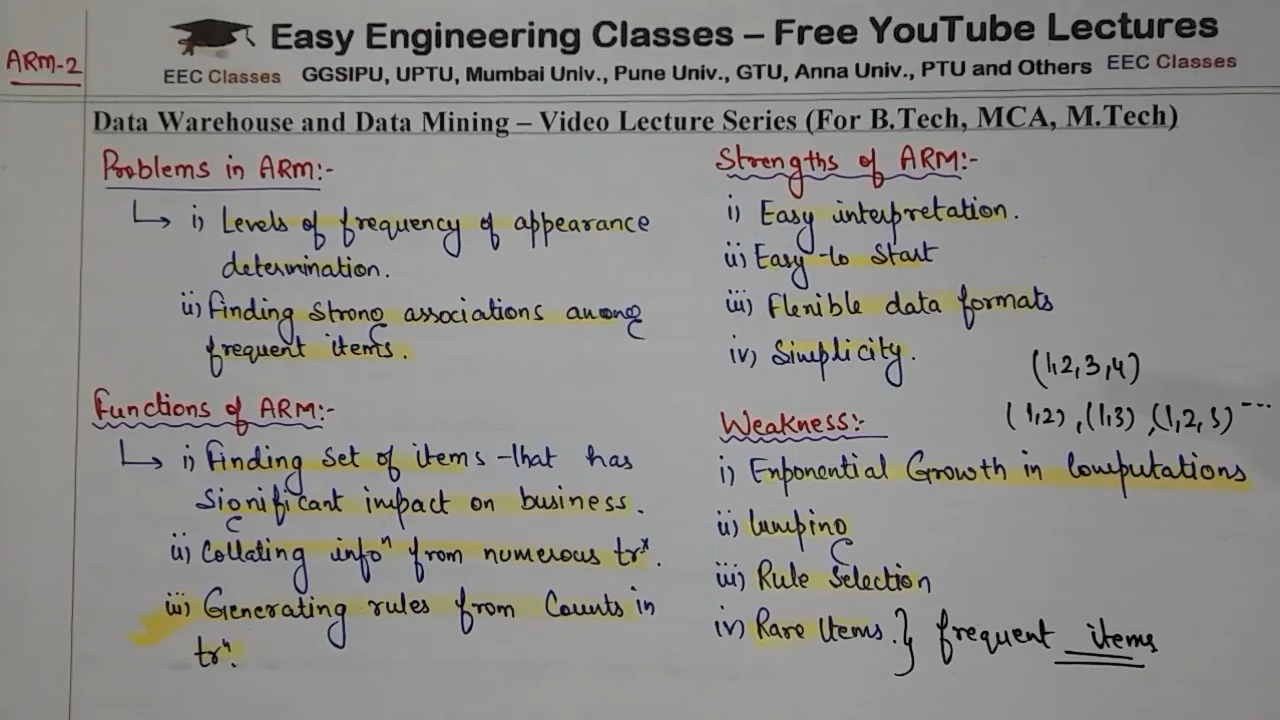 ARM-2
Easy Engineering Classes – Free YouTube Lectures
EEC Classes GGSIPU, UPTU, Mumbai Univ., Pune Univ., GTU, Anna Univ., PTU and Others EEC Classes
Data Warehouse and Data Mining – Video Lecture Series (For B.Tech, MCA, M.Tech)
Problems in ARM:-
i) Levels of frequency of appearance
determination.
ii) Finding strong associations among
frequent items.
Functions of ARM:-
i) Finding set of items that has
significant impact on business.
ii) Collating infoⁿ from numerous trˣ.
iii) Generating rules from Counts in
trⁿ.
Strengths of ARM:-
i) Easy interpretation.
ii) Easy to Start
iii) Flexible data formats
iv) Simplicity.
(1,2,3,4)
(1,2), (1,3), (1,2,3) ---
Weakness:-
i) Exponential Growth in Computations
ii) lumping
iii) Rule Selection
iv) Rare Items. } frequent items